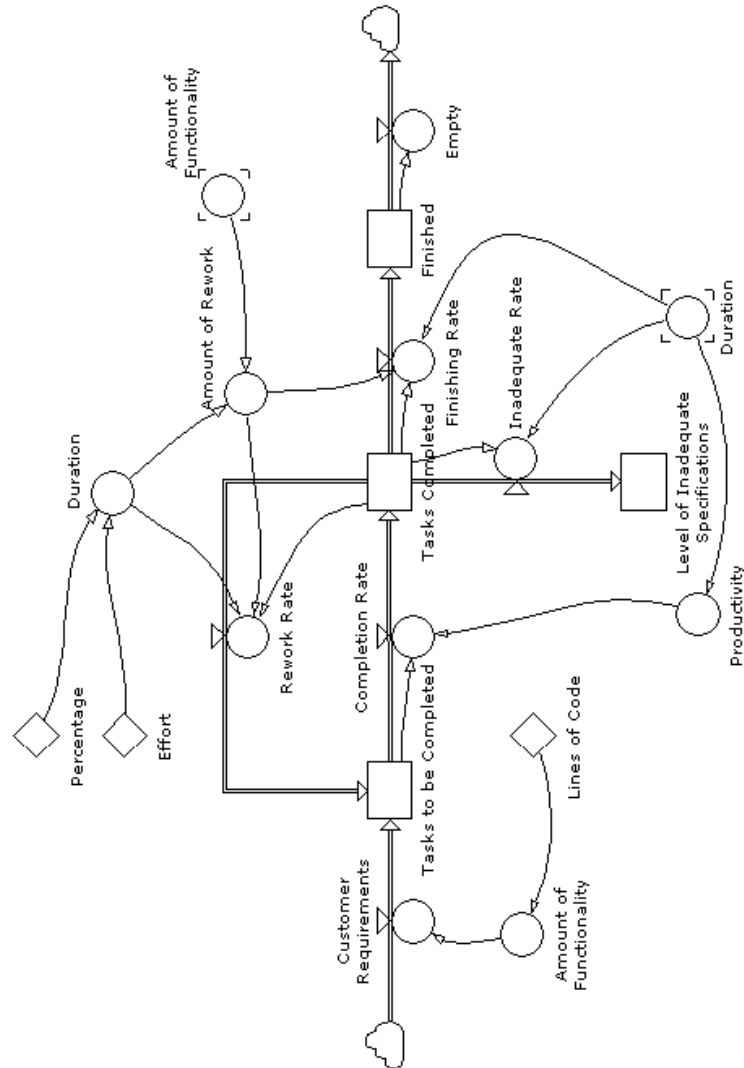 Percentage
Effort
Duration
Amount of Rework
Amount of
Functionality
Rework Rate
Customer
Requirements
Completion Rate
Tasks to be Completed
Tasks Completed
Finishing Rate
Finished
Empty
Inadequate Rate
Lines of Code
Amount of
Functionality
Level of Inadequate
Specifications
Productivity
Duration